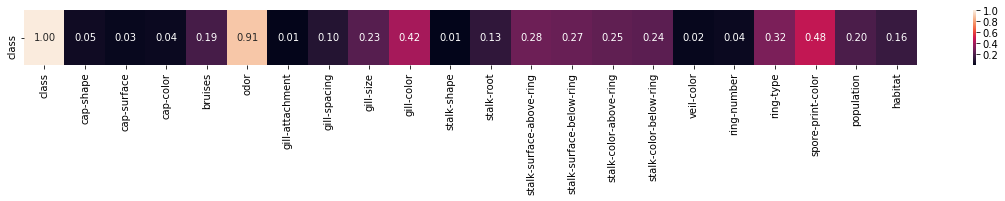 1.0
class 1.00 0.05 0.03 0.04 0.19 0.91 0.01 0.10 0.23 0.42 0.01 0.13 0.28 0.27 0.25 0.24 0.02 0.04 0.32 0.48 0.20 0.16 0.8
0.6
0.4
0.2
class
cap-shape
cap-surface
cap-color
bruises
odor
gill-attachment
gill-spacing
gill-size
gill-color
stalk-shape
stalk-root
stalk-surface-above-ring
stalk-surface-below-ring
stalk-color-above-ring
stalk-color-below-ring
veil-color
ring-number
ring-type
spore-print-color
population
habitat